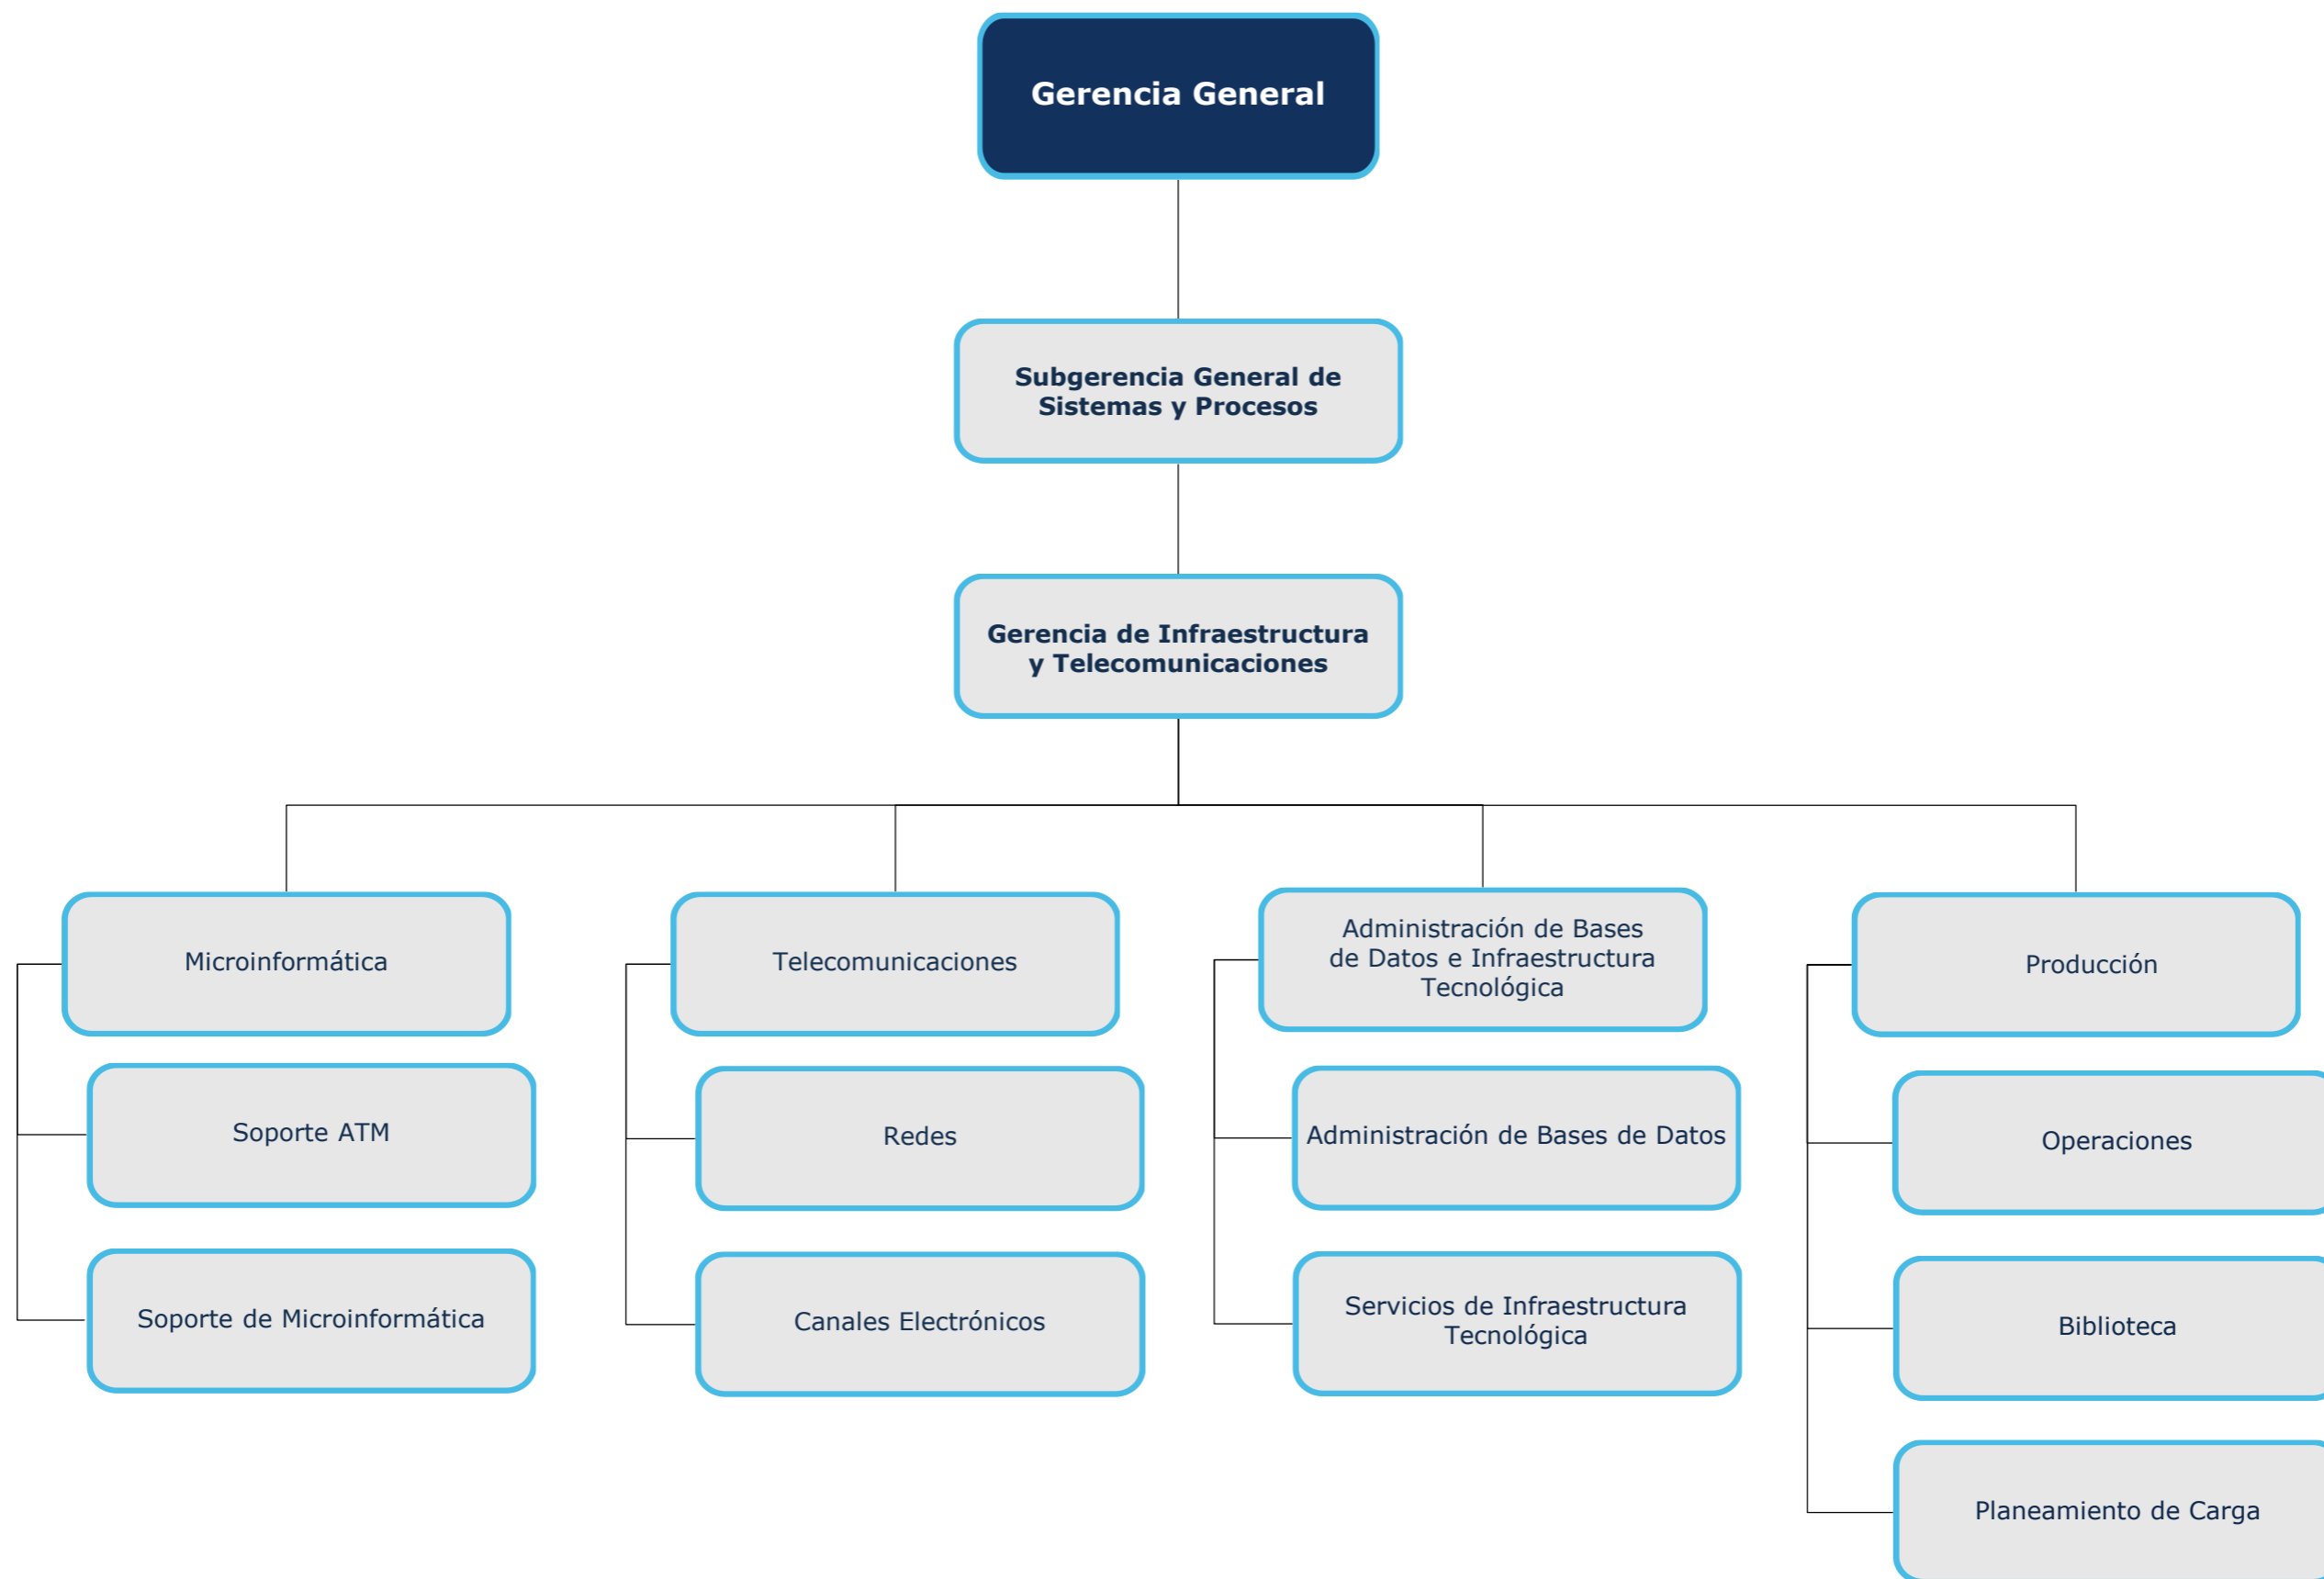 Gerencia General
Subgerencia General de
Sistemas y Procesos
Gerencia de Infraestructura
y Telecomunicaciones
Microinformática
Telecomunicaciones
Administración de Bases
de Datos e Infraestructura
Tecnológica
Producción
Soporte ATM
Redes
Administración de Bases de Datos
Operaciones
Soporte de Microinformática
Canales Electrónicos
Servicios de Infraestructura
Tecnológica
Biblioteca
Planeamiento de Carga